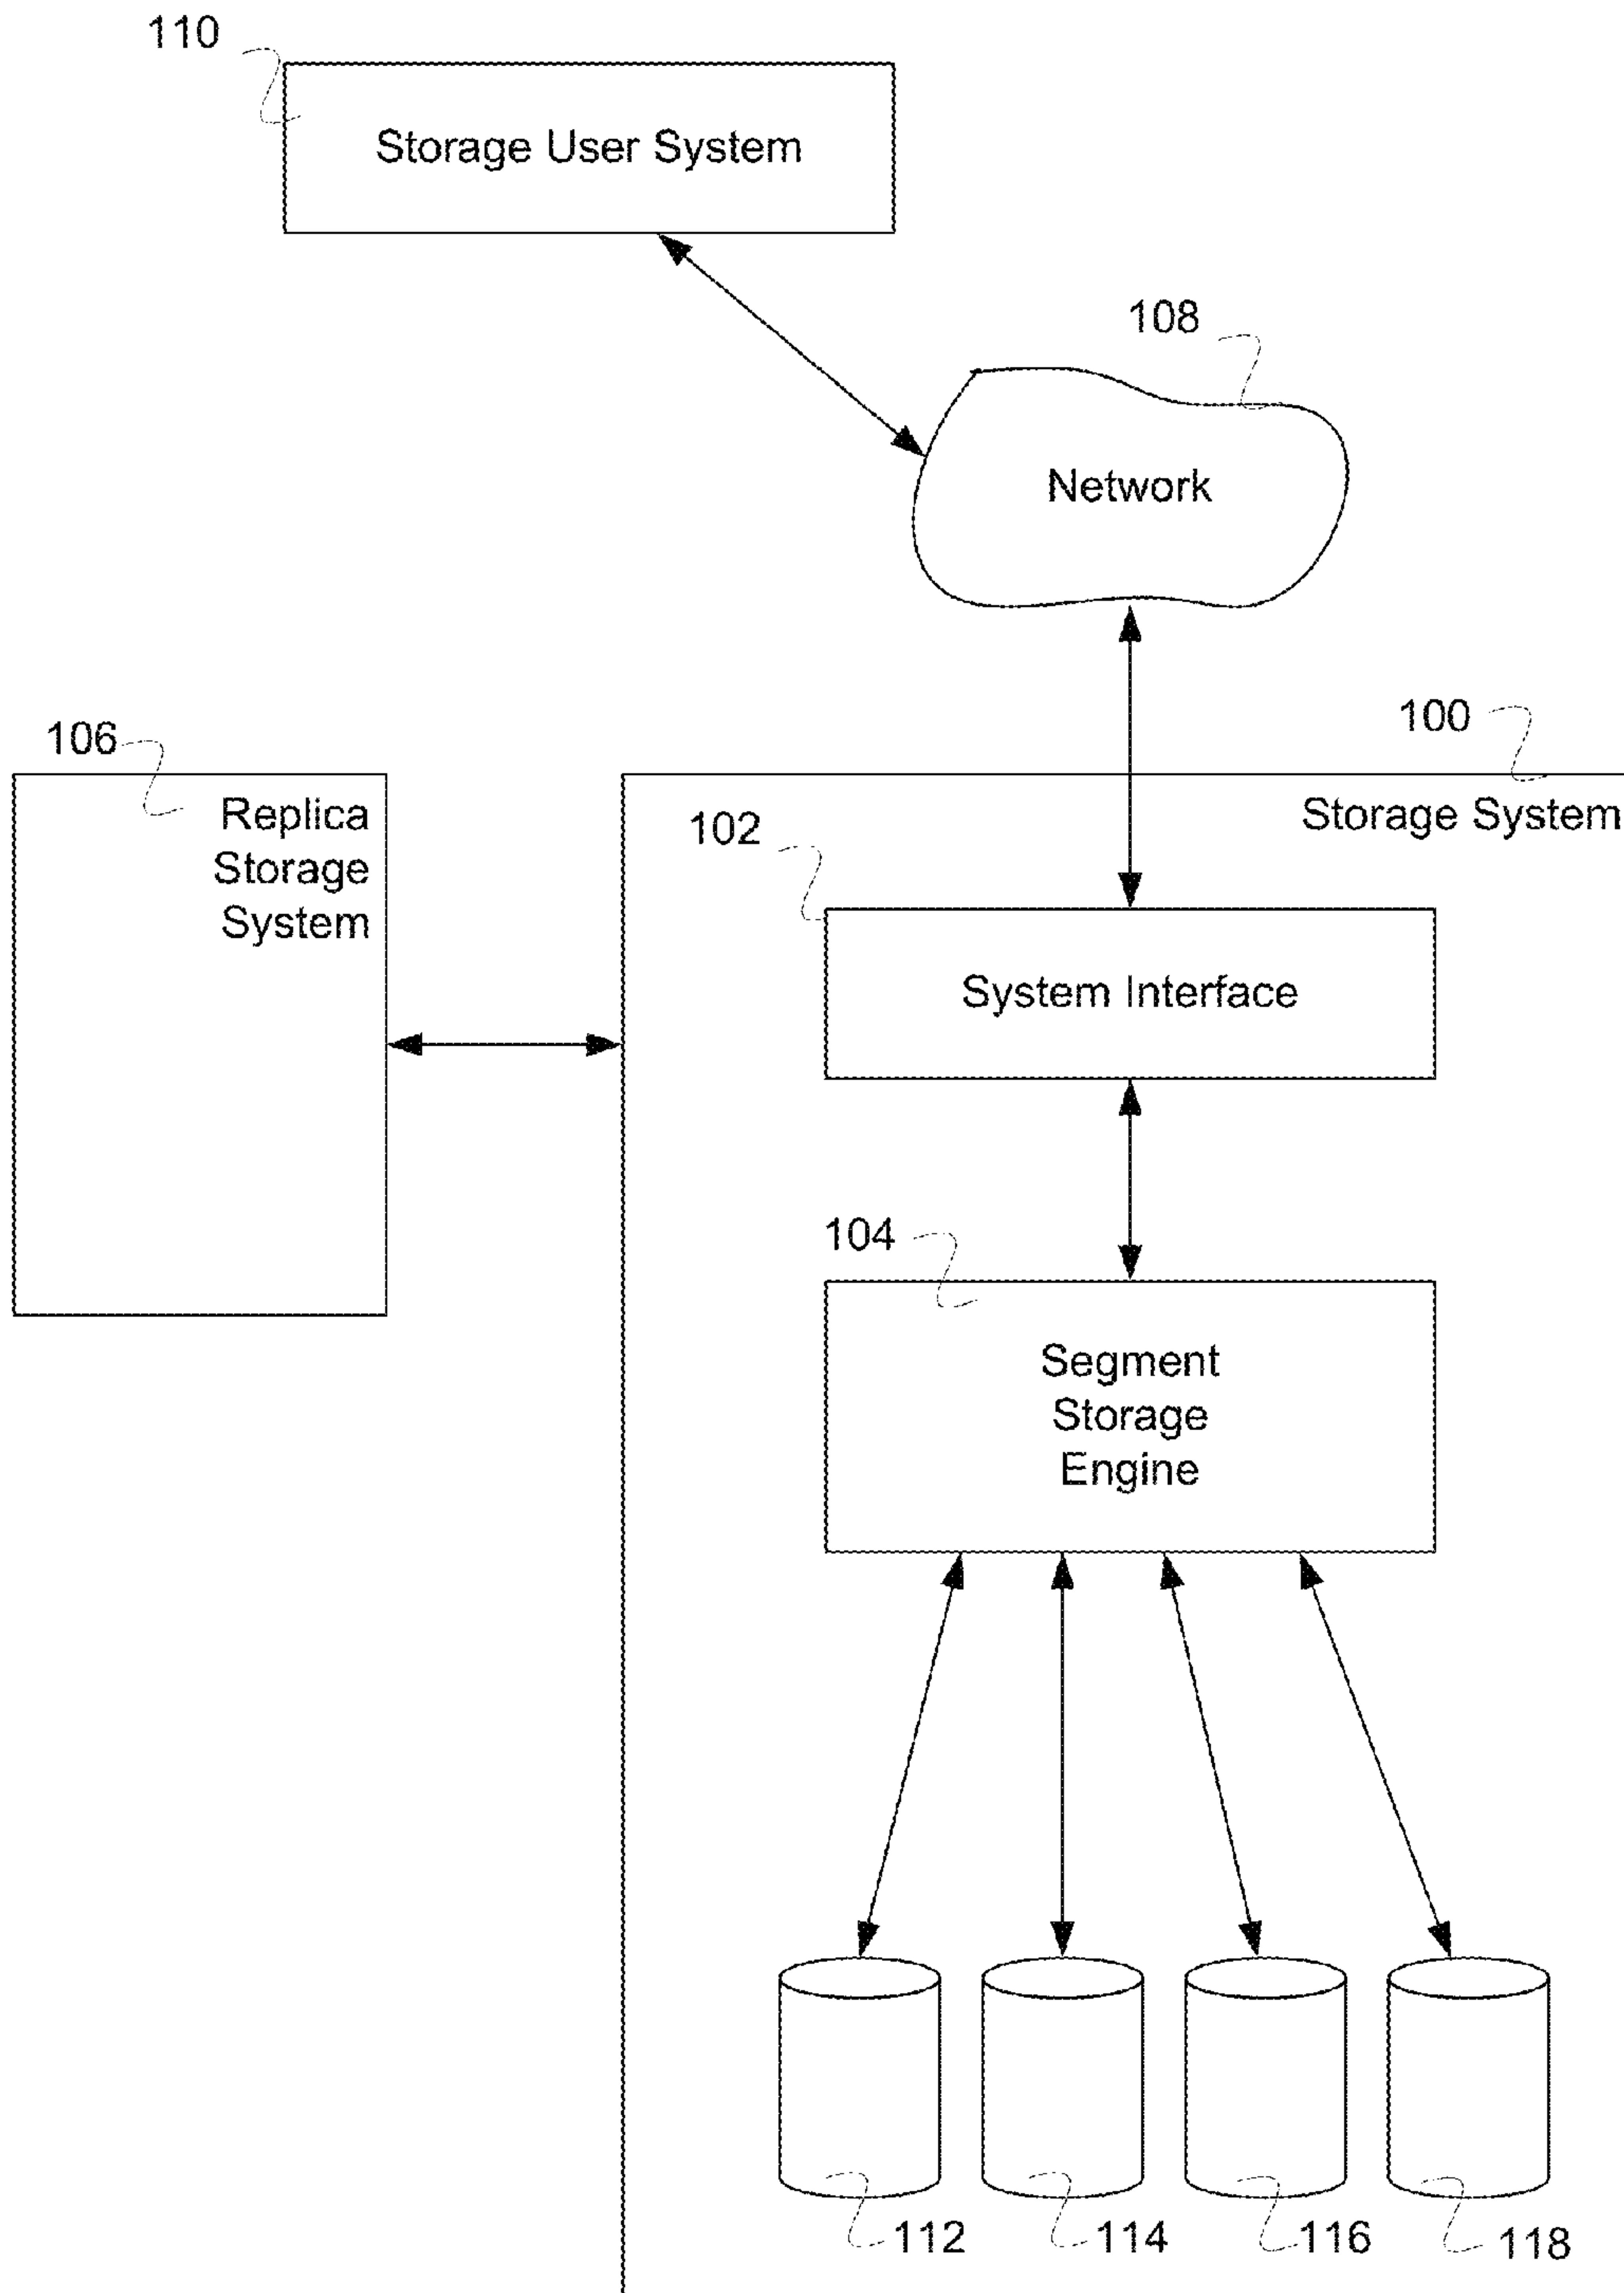 110
Storage User System
108
Network
100
106
Replica
Storage
System
Storage System
102
System Interface
104
Segment
Storage
Engine
112
114
116
118